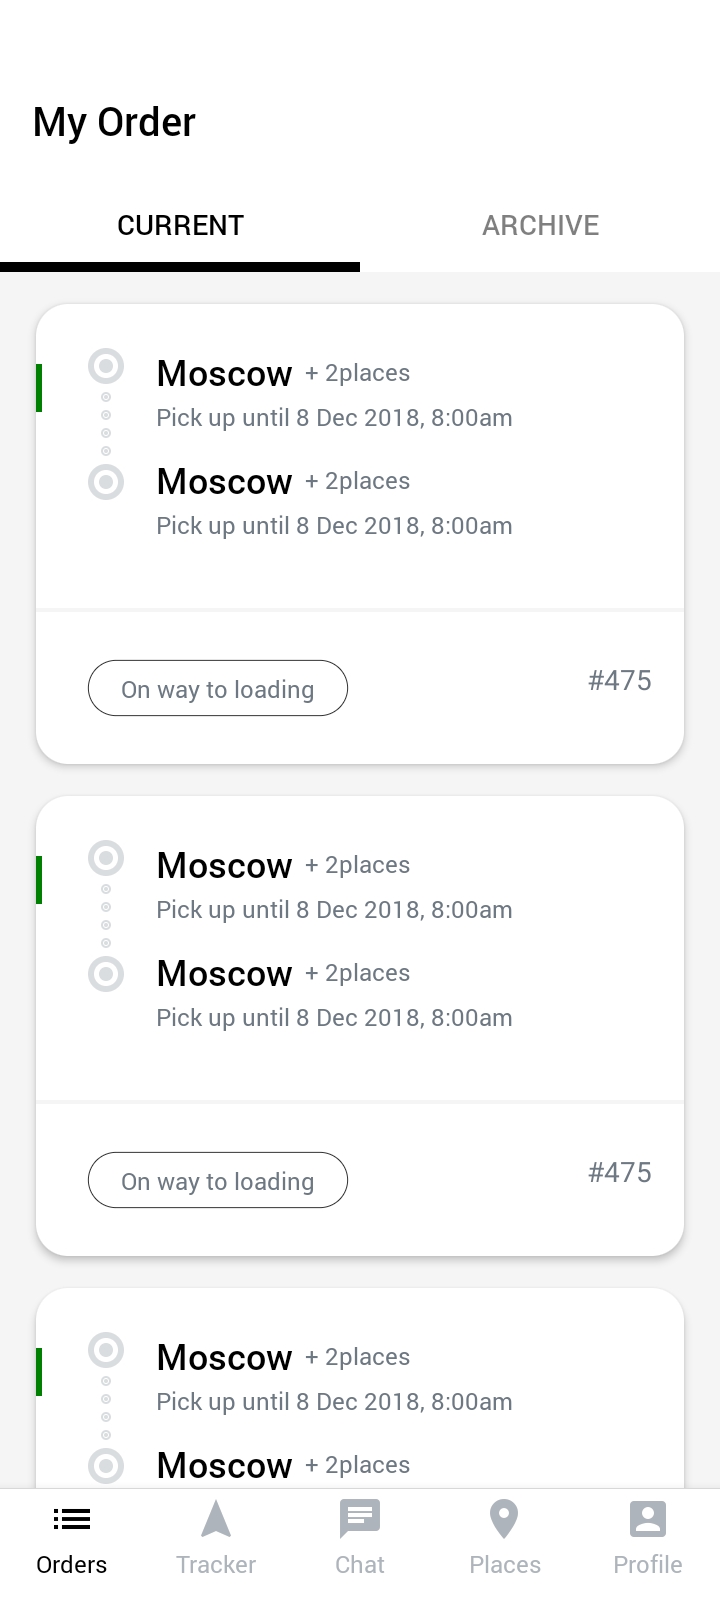 My Order
CURRENT ARCHIVE
Moscow + 2places
Pick up until 8 Dec 2018, 8:00am
Moscow + 2places
Pick up until 8 Dec 2018, 8:00am
On way to loading #475
Moscow + 2places
Pick up until 8 Dec 2018, 8:00am
Moscow + 2places
Pick up until 8 Dec 2018, 8:00am
On way to loading #475
Moscow + 2places
Pick up until 8 Dec 2018, 8:00am
Moscow + 2places
Orders Tracker Chat Places Profile